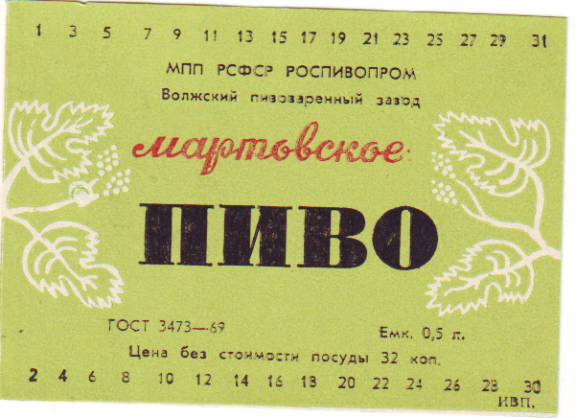 1 3 5 7 9 11 13 15 17 19 21 23 25 27 29 31
МПП РСФСР РОСПИВОПРОМ
Волжский пивоваренный завод
мартовское
ПИВО
ГОСТ 3473—69 Емк. 0,5 л.
Цена без стоимости посуды 32 коп.
2 4 6 8 10 12 14 16 18 20 22 24 26 28 30
ИВП.